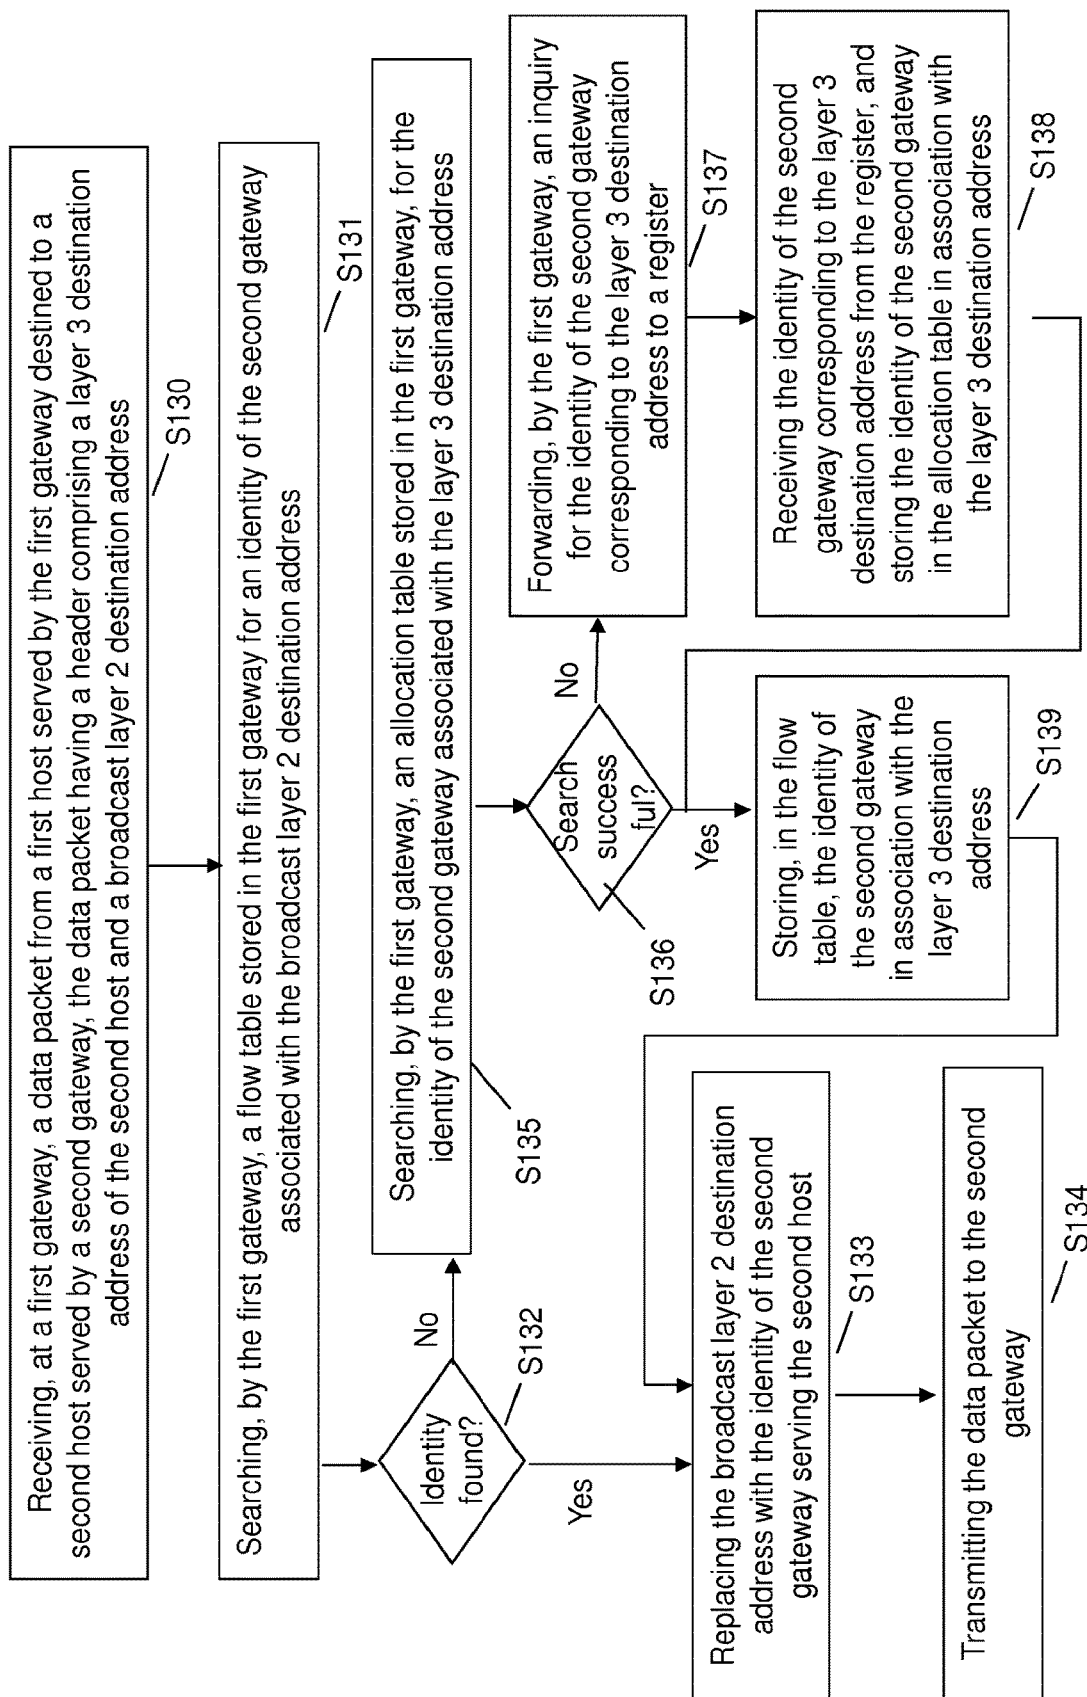 Receiving, at a first gateway, a data packet from a first host served by the first gateway destined to a
second host served by a second gateway, the data packet having a header comprising a layer 3 destination
address of the second host and a broadcast layer 2 destination address
S130
Searching, by the first gateway, a flow table stored in the first gateway for an identity of the second gateway
associated with the broadcast layer 2 destination address
S131
Identity
found?
S132
No
Yes
Searching, by the first gateway, an allocation table stored in the first gateway, for the
identity of the second gateway associated with the layer 3 destination address
S135
Search
success
ful?
S136
No
Yes
Forwarding, by the first gateway, an inquiry
for the identity of the second gateway
corresponding to the layer 3 destination
address to a register
S137
Receiving the identity of the second
gateway corresponding to the layer 3
destination address from the register, and
storing the identity of the second gateway
in the allocation table in association with
the layer 3 destination address
S138
Storing, in the flow
table, the identity of
the second gateway
in association with the
layer 3 destination
address
S139
Replacing the broadcast layer 2 destination
address with the identity of the second
gateway serving the second host
S133
Transmitting the data packet to the second
gateway
S134